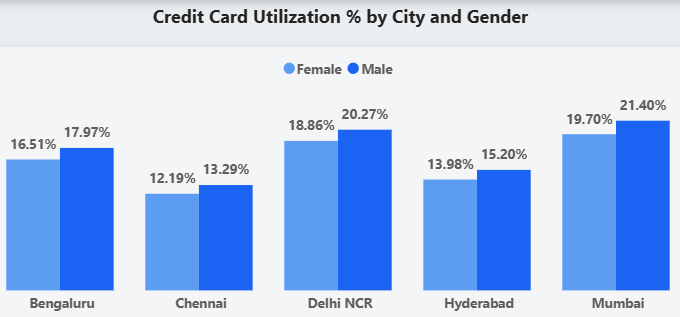 Credit Card Utilization % by City and Gender
Female Male
16.51% 17.97% 12.19% 13.29% 18.86% 20.27% 13.98% 15.20% 19.70% 21.40%
Bengaluru Chennai Delhi NCR Hyderabad Mumbai